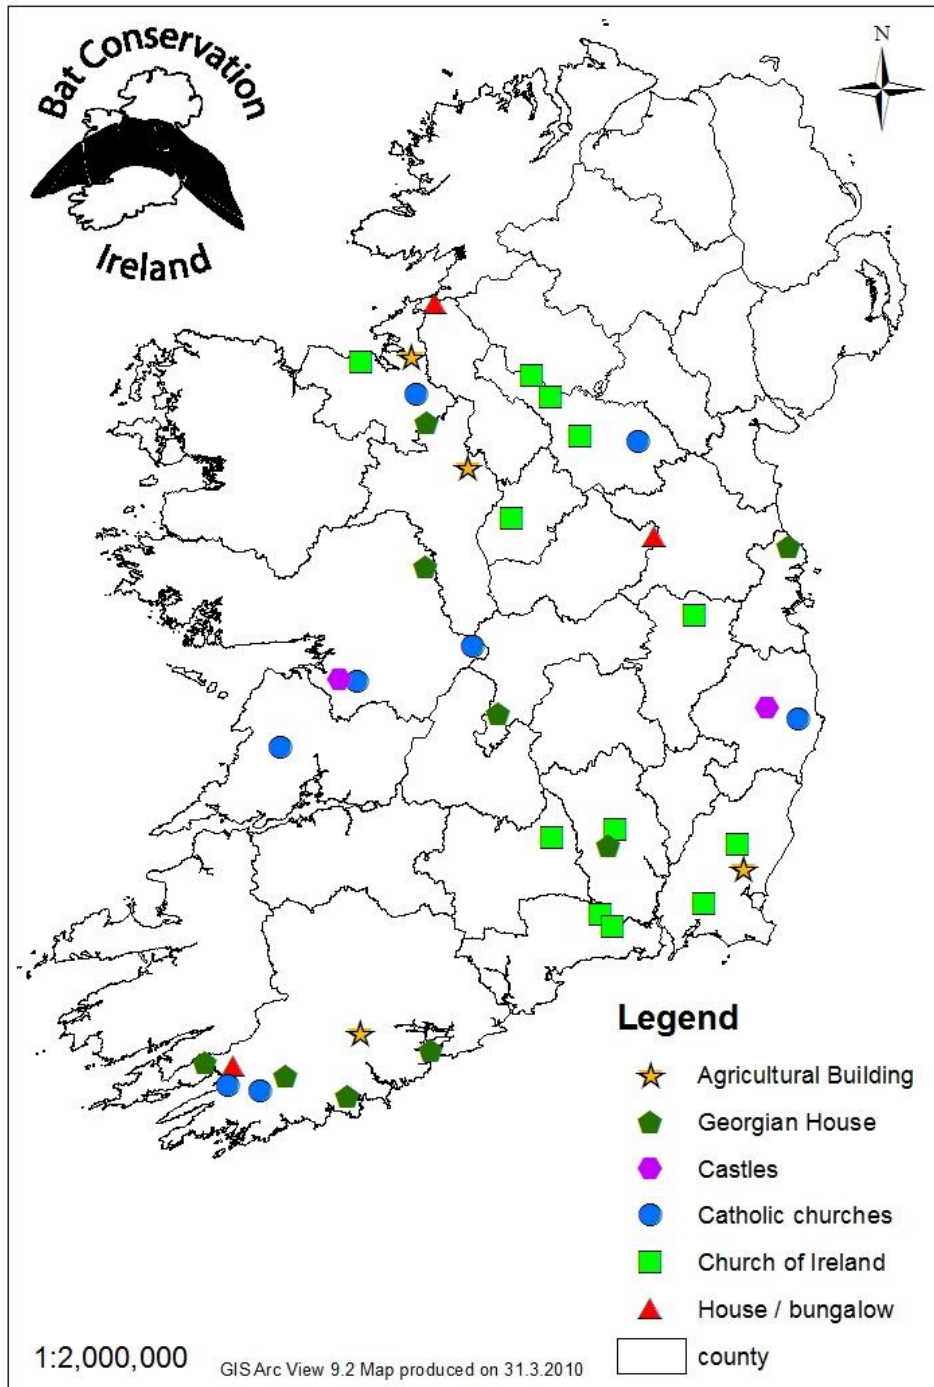 Bat Conservation
Ireland
N
Legend
Agricultural Building
Georgian House
Castles
Catholic churches
Church of Ireland
House / bungalow
county
1:2,000,000
GIS Arc View 9.2 Map produced on 31.3.2010